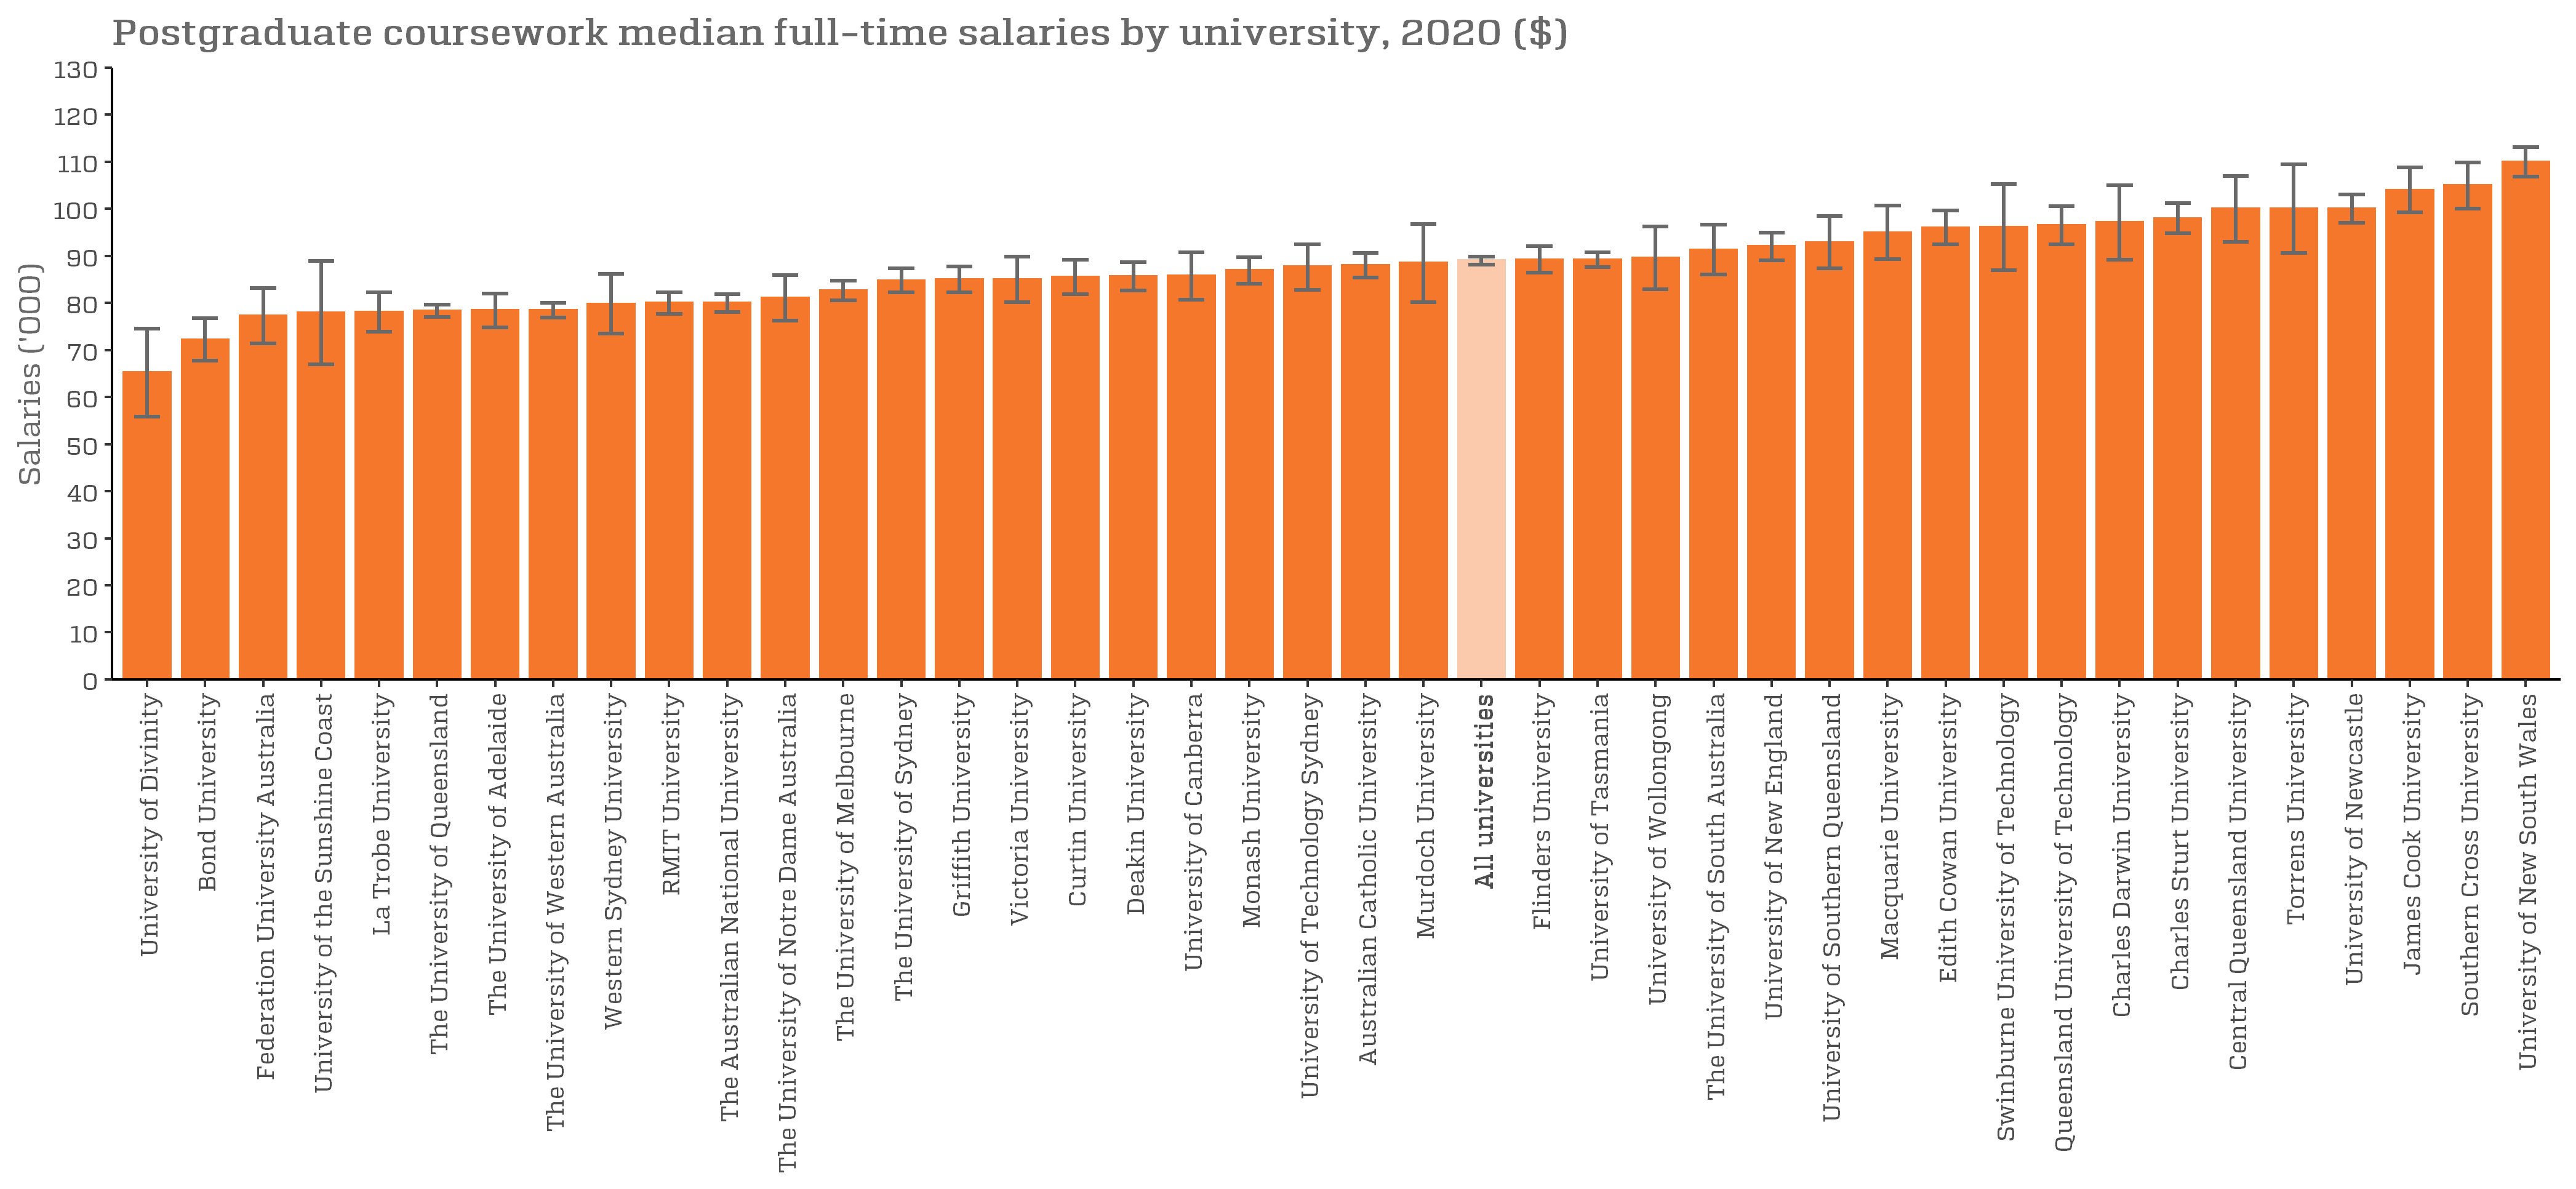 Postgraduate coursework median full-time salaries by university, 2020 ($)
Salaries ('000)
130
120
110
100
90
80
70
60
50
40
30
20
10
0
University of Divinity
Bond University
Federation University Australia
University of the Sunshine Coast
La Trobe University
The University of Queensland
The University of Adelaide
The University of Western Australia
Western Sydney University
RMIT University
The Australian National University
The University of Notre Dame Australia
The University of Melbourne
The University of Sydney
Griffith University
Victoria University
Curtin University
Deakin University
University of Canberra
Monash University
University of Technology Sydney
Australian Catholic University
Murdoch University
All universities
Flinders University
University of Tasmania
University of Wollongong
The University of South Australia
University of New England
University of Southern Queensland
Macquarie University
Edith Cowan University
Swinburne University of Technology
Queensland University of Technology
Charles Darwin University
Charles Sturt University
Central Queensland University
Torrens University
University of Newcastle
James Cook University
Southern Cross University
University of New South Wales